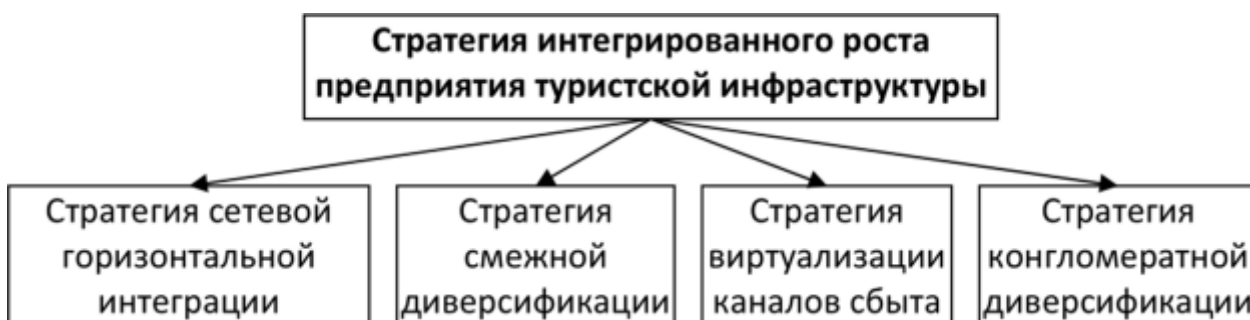 Стратегия интегрированного роста
предприятия туристской инфраструктуры
Стратегия сетевой
горизонтальной
интеграции
Стратегия
смежной
диверсификации
Стратегия
виртуализации
каналов сбыта
Стратегия
конгломератной
диверсификации